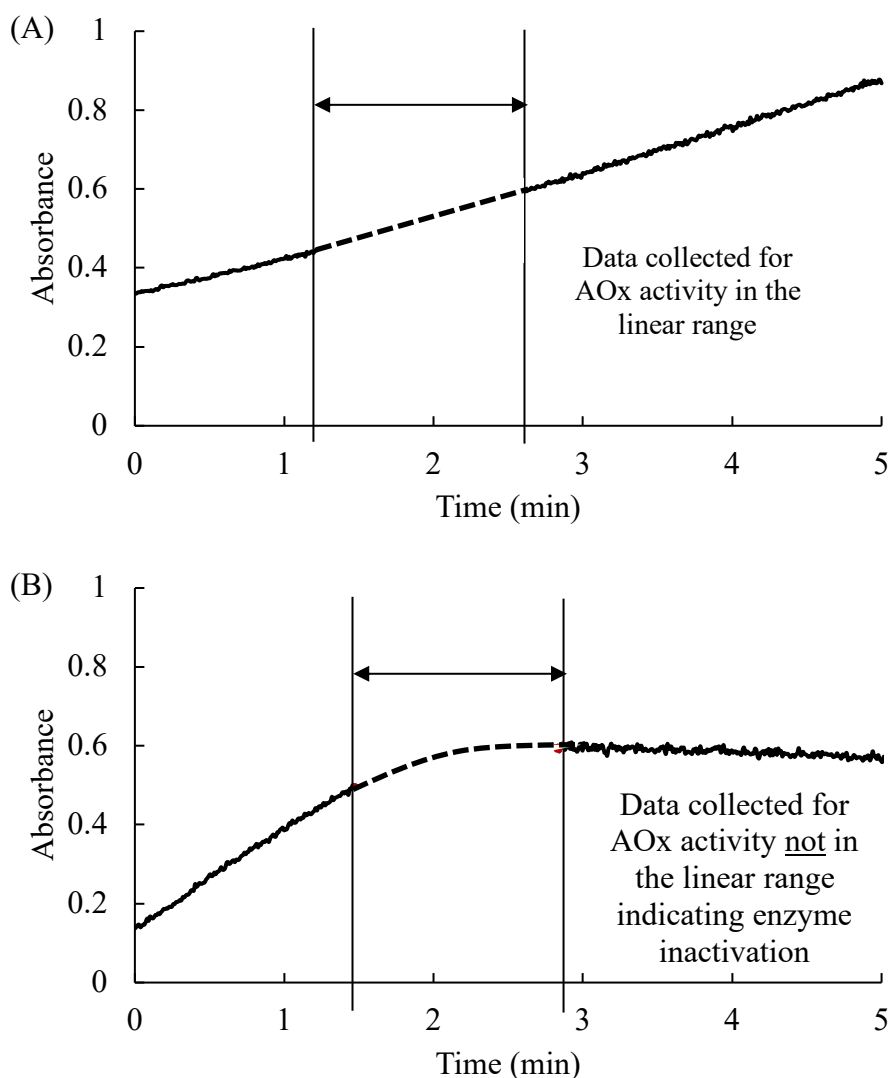 (A)
1
0.8
0.6
0.4
0.2
0
Absorbance
Data collected for
AOx activity in the
linear range
0 1 2 3 4 5
Time (min)
(B)
1
0.8
0.6
0.4
0.2
0
Absorbance
Data collected for
AOx activity not in
the linear range
indicating enzyme
inactivation
0 1 2 3 4 5
Time (min)